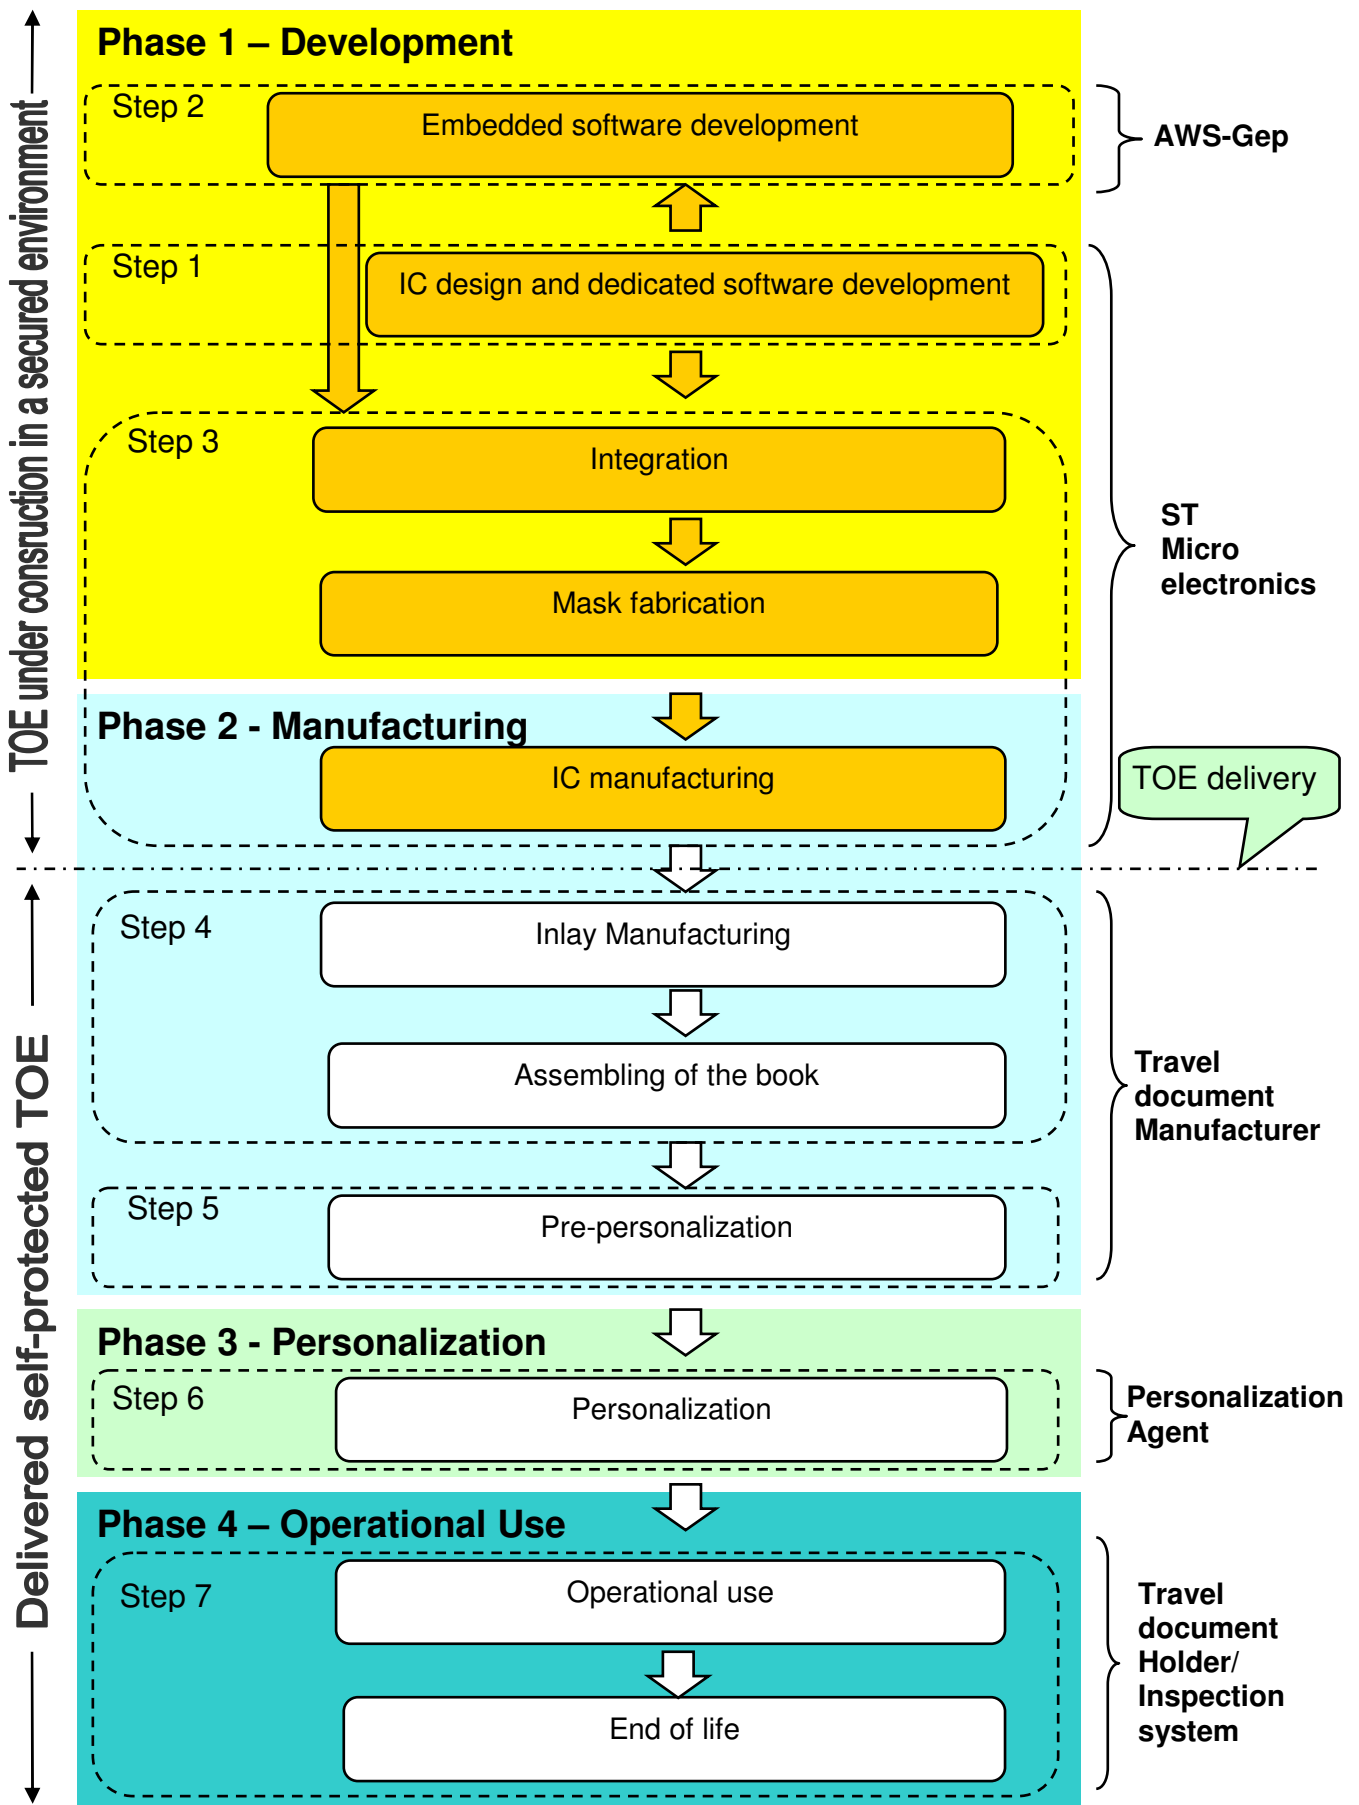 Phase 1 – Development
Step 2
Embedded software development
AWS-Gep
Step 1
IC design and dedicated software development
Step 3
Integration
Mask fabrication
ST
Micro
electronics
TOE under consruction in a secured environment
Phase 2 - Manufacturing
IC manufacturing
TOE delivery
Step 4
Inlay Manufacturing
Assembling of the book
Travel
document
Manufacturer
Step 5
Pre-personalization
Delivered self-protected TOE
Phase 3 - Personalization
Step 6
Personalization
Personalization
Agent
Phase 4 – Operational Use
Step 7
Operational use
End of life
Travel
document
Holder/
Inspection
system